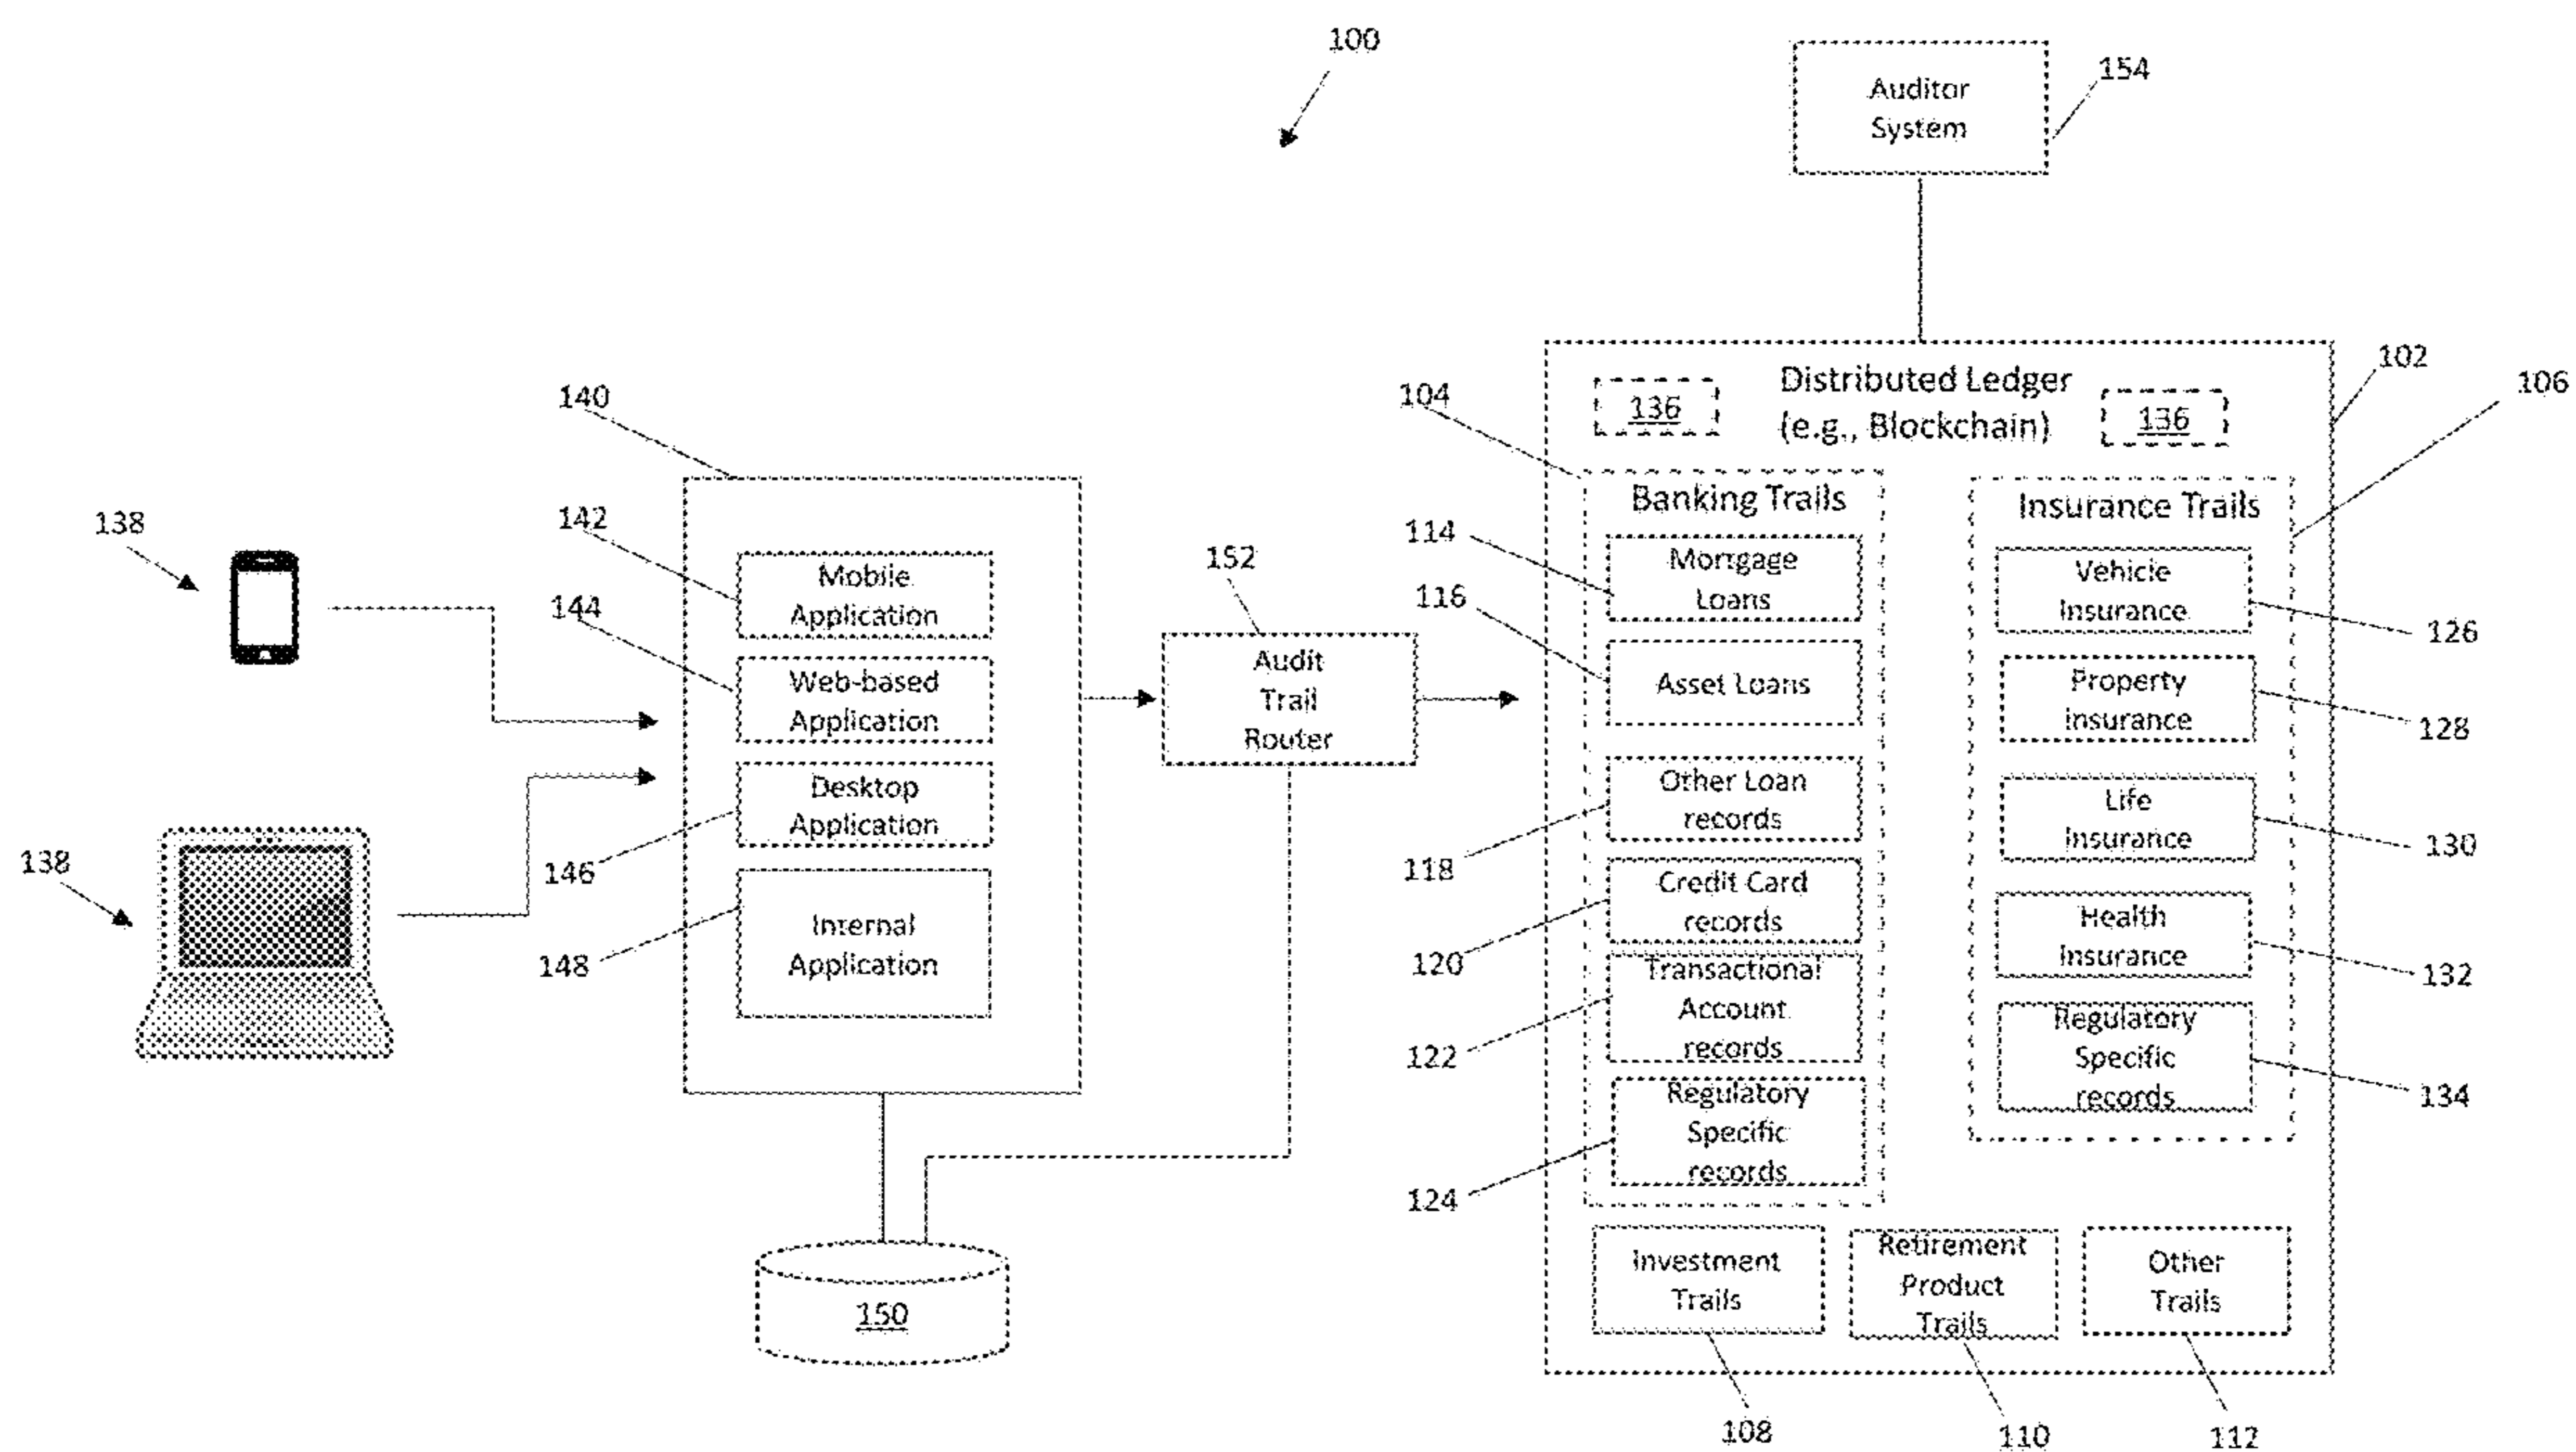 100
Auditor
System
154
138
138
140
142
144
146
148
Mobile
Application
Web-based
Application
Desktop
Application
Internal
Application
150
152
Audit
Trail
Router
102
104
106
136
Distributed Ledger
(e.g., Blockchain)
136
Banking Trails
114
Mortgage
Loans
116
Asset Loans
118
Other Loan
records
120
Credit Card
records
122
Transactional
Account
records
124
Regulatory
Specific
records
Insurance Trails
Vehicle
Insurance
126
Property
insurance
128
Life
Insurance
130
Health
Insurance
132
Regulatory
Specific
records
134
Investment
Trails
Retirement
Product
Trails
Other
Trails
108
110
112